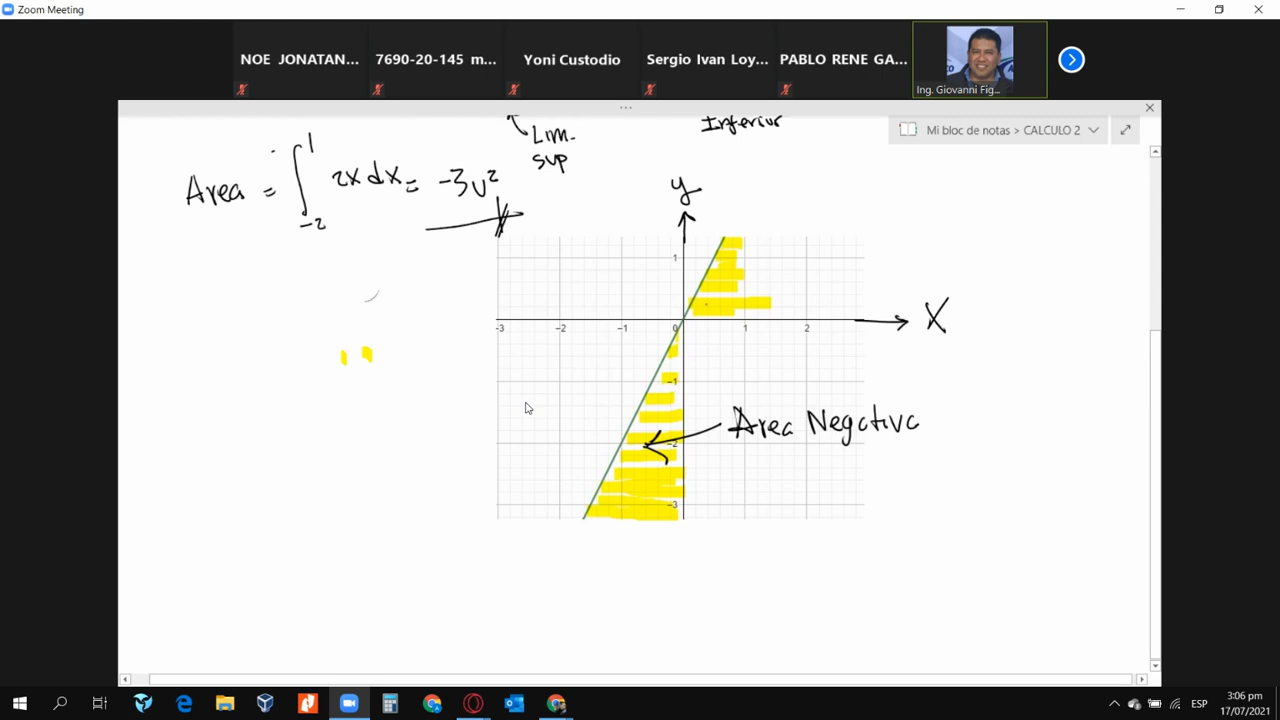 Zoom Meeting
NOE JONATAN...
7690-20-145 m...
Yoni Custodio
Sergio Ivan Loy...
PABLO RENE GA...
Ing. Giovanni Fig...
Mi bloc de notas > CALCULO 2
Lim.
sup
Inferior
Area = ∫ 1 -2 2x dx = -3u²
y
1
-3 -2 -1 0 1 2
X
-1
Area Negativa
-2
-3
3:06 pm
ESP
17/07/2021